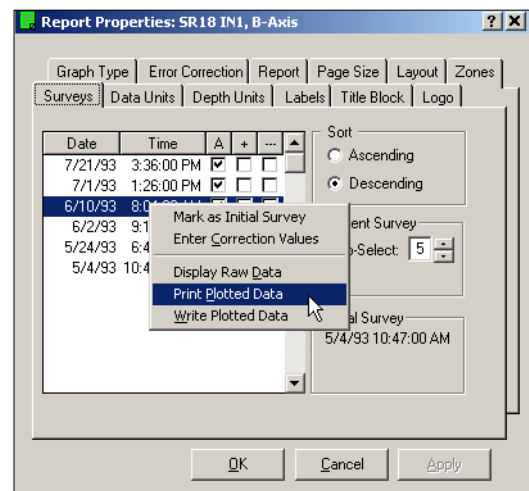 Report Properties: SR18 IN1, B-Axis
Graph Type Error Correction Report Page Size Layout Zones
Surveys Data Units Depth Units Labels Title Block Logo
Date Time A + ---
7/21/93 3:36:00 PM
7/1/93 1:26:00 PM
6/10/93
6/2/93
5/24/93
5/4/93
Mark as Initial Survey
Enter Correction Values
Display Raw Data
Print Plotted Data
Write Plotted Data
Sort
Ascending
Descending
Survey
-Select: 5
Survey
5/4/93 10:47:00 AM
OK Cancel Apply